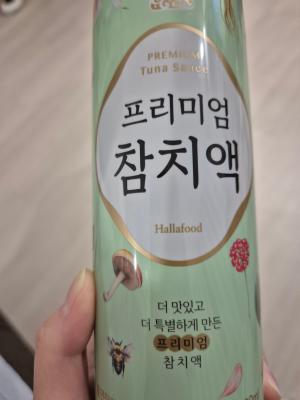 PREMIUM
Tuna Sauce
프리미엄
참치액
Hallafood
더 맛있고
더 특별하게 만든
프리미엄
참치액